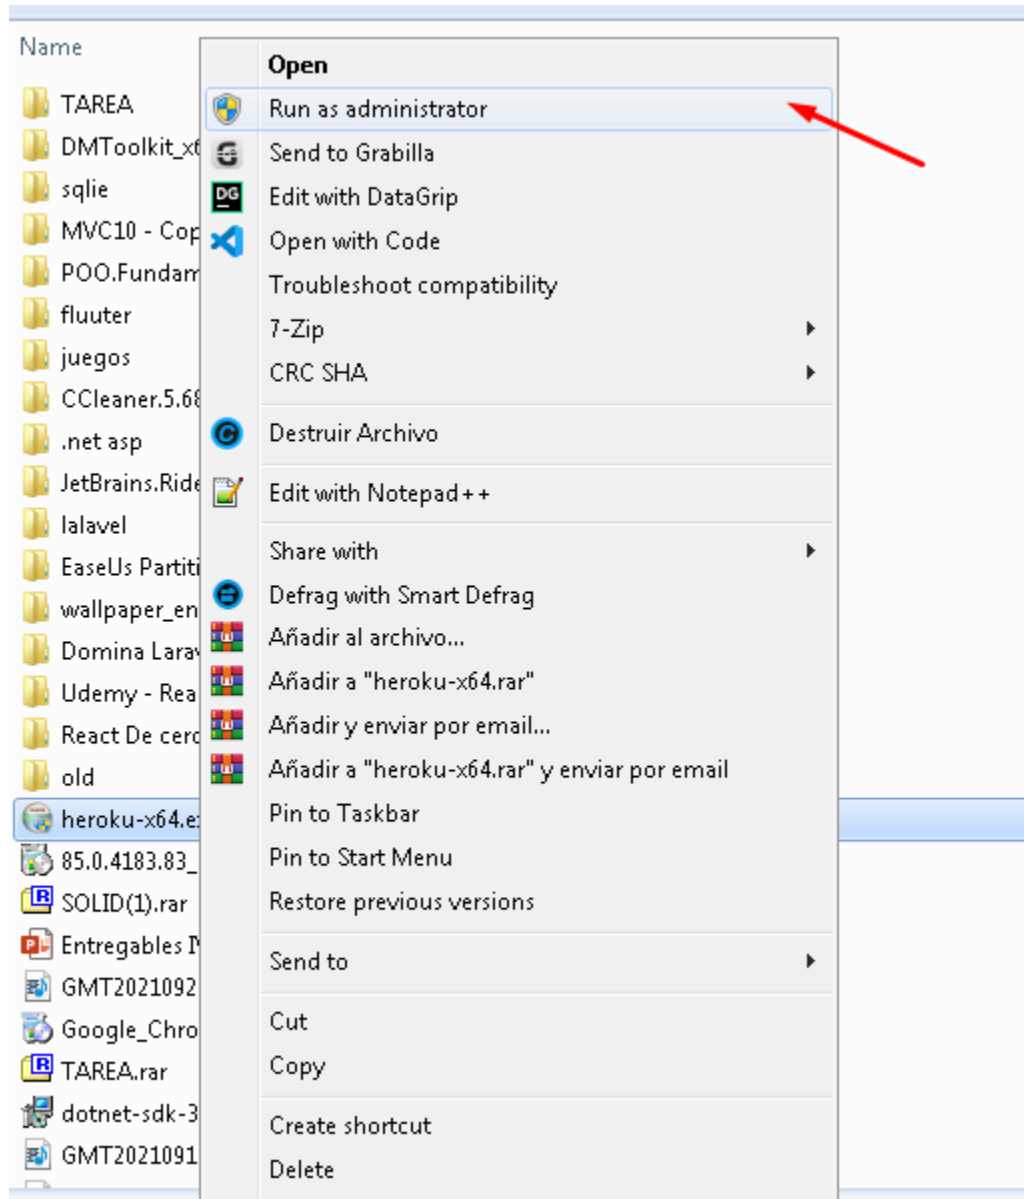 Name
TAREA
DMToolkit_x6
sqlie
MVC10 - Cop
POO.Fundam
fluuter
juegos
CCleaner.5.68
.net asp
JetBrains.Ride
lalavel
EaseUs Partiti
wallpaper_en
Domina Larav
Udemy - Rea
React De cero
old
heroku-x64.e
85.0.4183.83_
SOLID(1).rar
Entregables
GMT2021092
Google_Chro
TAREA.rar
dotnet-sdk-3
GMT2021091
Open
Run as administrator
Send to Grabilla
DG
Edit with DataGrip
Open with Code
Troubleshoot compatibility
7-Zip
CRC SHA
Destruir Archivo
Edit with Notepad++
Share with
Defrag with Smart Defrag
Añadir al archivo...
Añadir a "heroku-x64.rar"
Añadir y enviar por email...
Añadir a "heroku-x64.rar" y enviar por email
Pin to Taskbar
Pin to Start Menu
Restore previous versions
Send to
Cut
Copy
Create shortcut
Delete